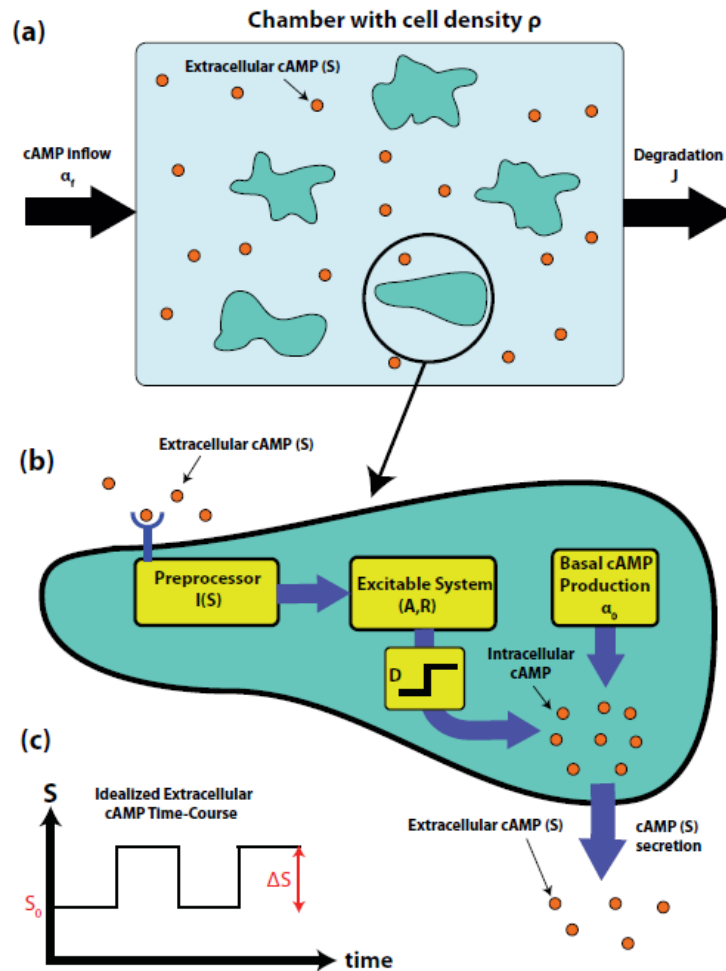 (a)
Chamber with cell density ρ
Extracellular cAMP (S)
cAMP Inflow
α_f
Degradation
J
(b)
Extracellular cAMP (S)
Preprocessor
I(S)
Excitable System
(A,R)
Basal cAMP
Production
α_0
D
Intracellular
cAMP
(c)
S
Idealized Extracellular
cAMP Time-Course
S_0
ΔS
time
Extracellular cAMP (S)
cAMP (S)
secretion